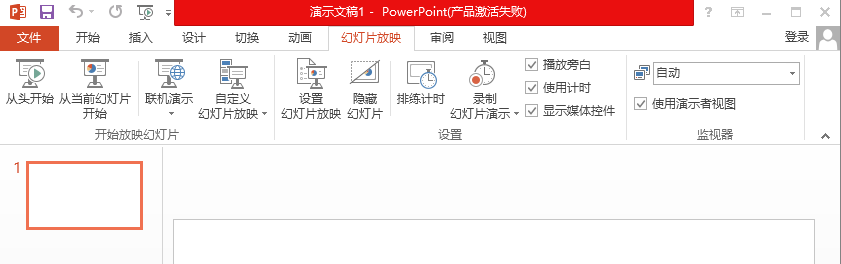 演示文稿1 - PowerPoint(产品激活失败)
文件 开始 插入 设计 切换 动画 幻灯片放映 审阅 视图 登录
从头开始
从当前幻灯片
开始
联机演示
自定义
幻灯片放映
开始放映幻灯片
设置
幻灯片放映
隐藏
幻灯片
排练计时
录制
幻灯片演示
播放旁白
使用计时
显示媒体控件
设置
自动
使用演示者视图
监视器
1